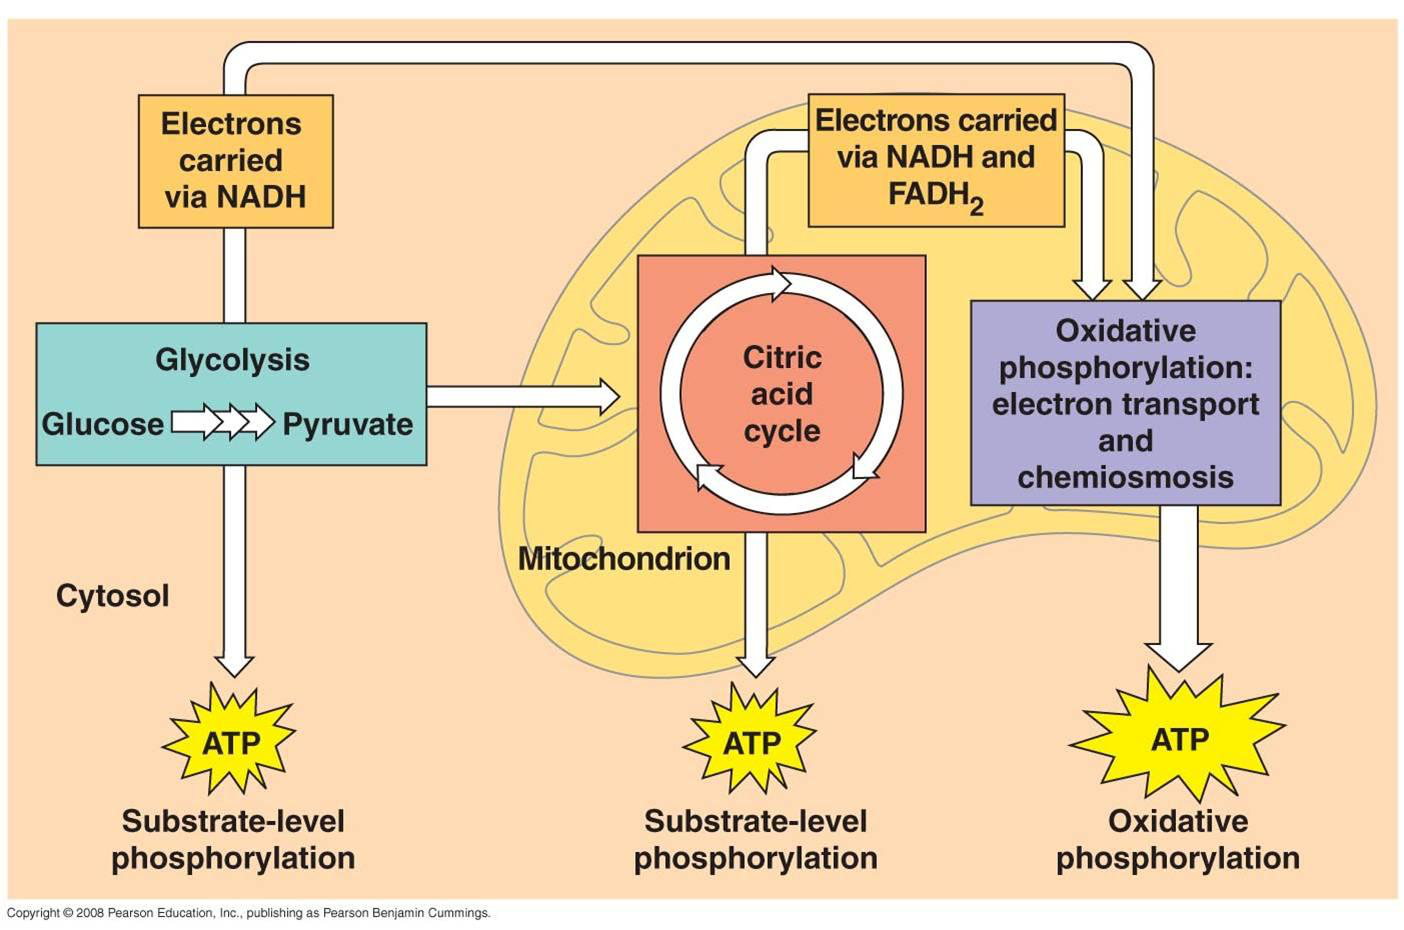 Electrons
carried
via NADH
Electrons carried
via NADH and
FADH2
Glycolysis
Glucose Pyruvate
Citric
acid
cycle
Oxidative
phosphorylation:
electron transport
and
chemiosmosis
Mitochondrion
Cytosol
ATP
ATP
ATP
Substrate-level
phosphorylation
Substrate-level
phosphorylation
Oxidative
phosphorylation
Copyright © 2008 Pearson Education, Inc., publishing as Pearson Benjamin Cummings.